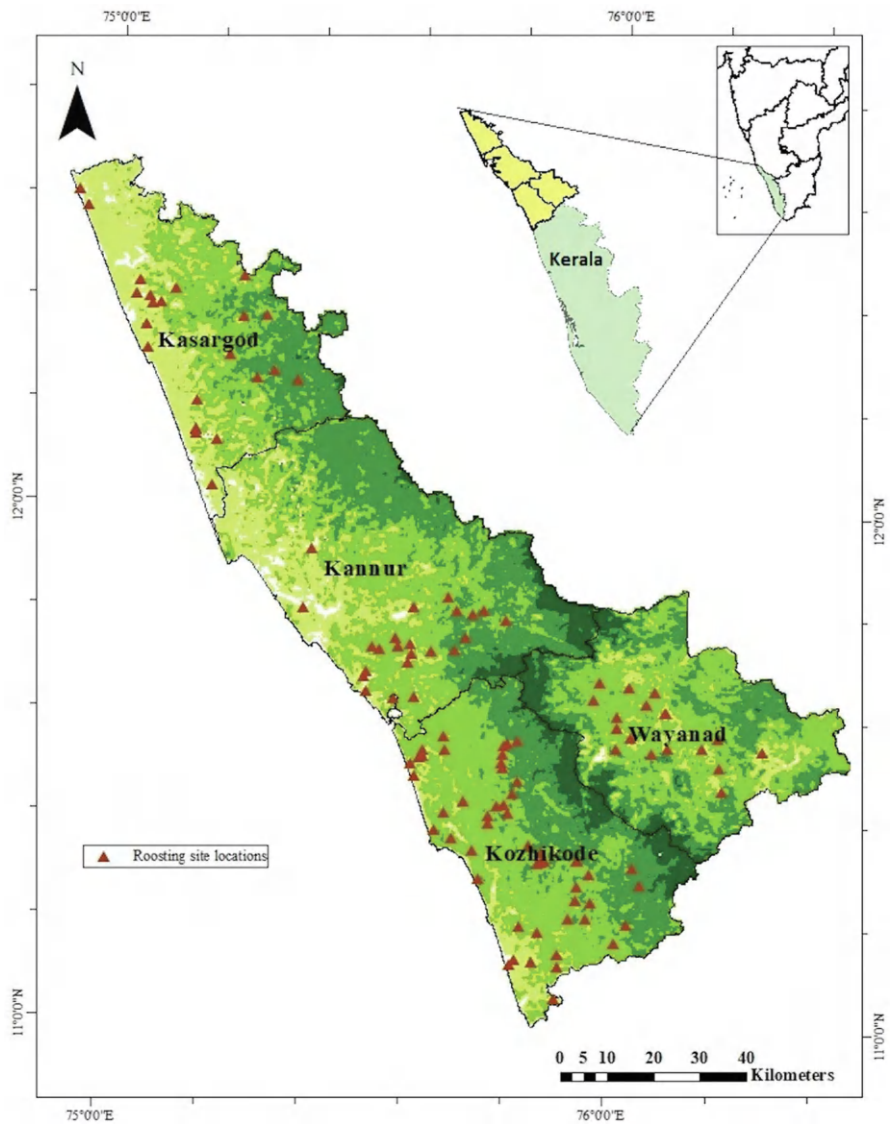 75°0'0"E
76°0'0"E
N
Kerala
Kasargod
12°0'0"N
12°0'0"N
Kannur
Wayanad
Roosting site locations
Kozhikode
11°0'0"N
11°0'0"N
0 5 10 20 30 40
Kilometers
75°0'0"E
76°0'0"E